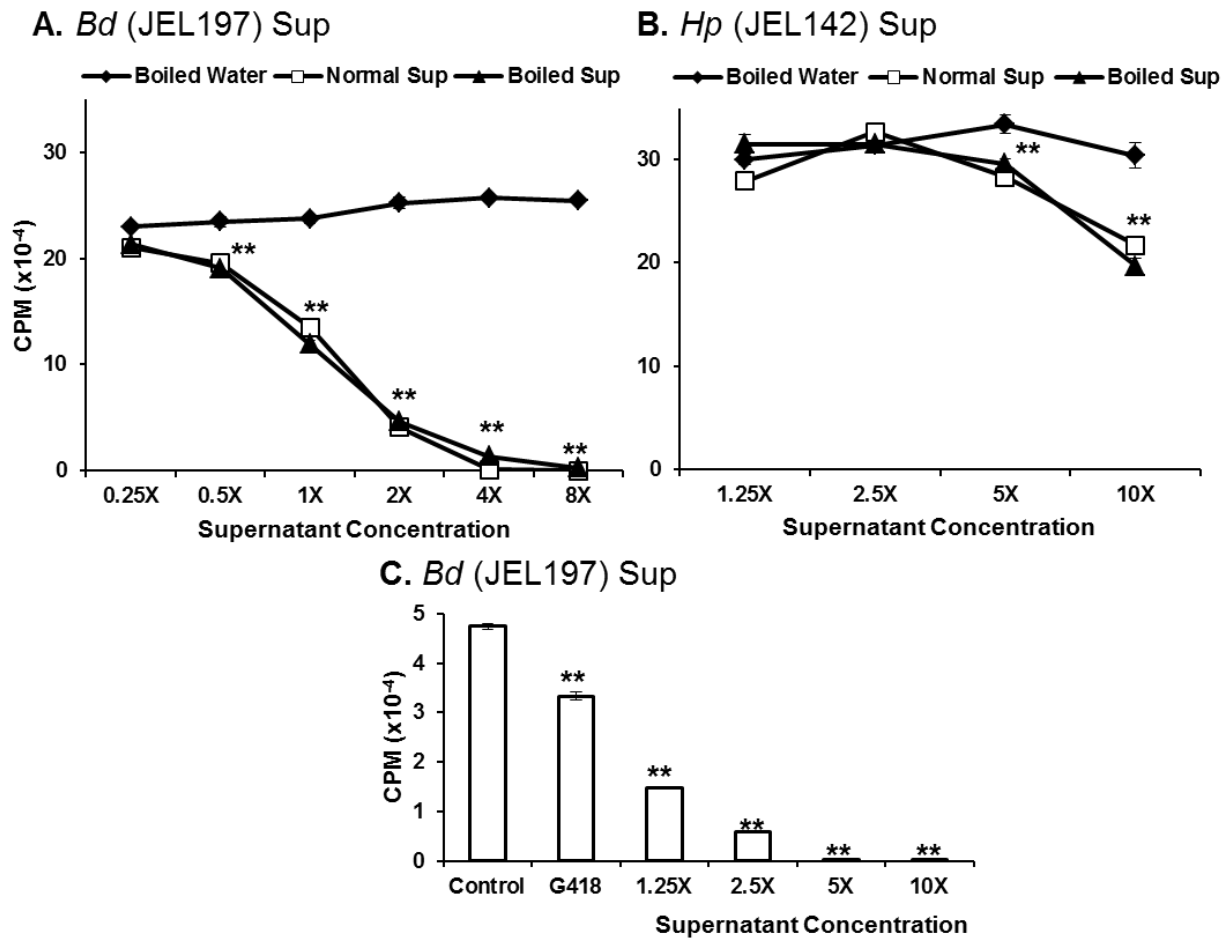 A. Bd (JEL197) Sup
Boiled Water Normal Sup Boiled Sup
30
20
10
0
CPM (x10⁻⁴)
**
**
**
**
**
0.25X 0.5X 1X 2X 4X 8X
Supernatant Concentration
B. Hp (JEL142) Sup
Boiled Water Normal Sup Boiled Sup
30
20
10
0
**
**
1.25X 2.5X 5X 10X
Supernatant Concentration
C. Bd (JEL197) Sup
5
4
3
2
1
0
CPM (x10⁻⁴)
**
**
**
**
**
Control G418 1.25X 2.5X 5X 10X
Supernatant Concentration